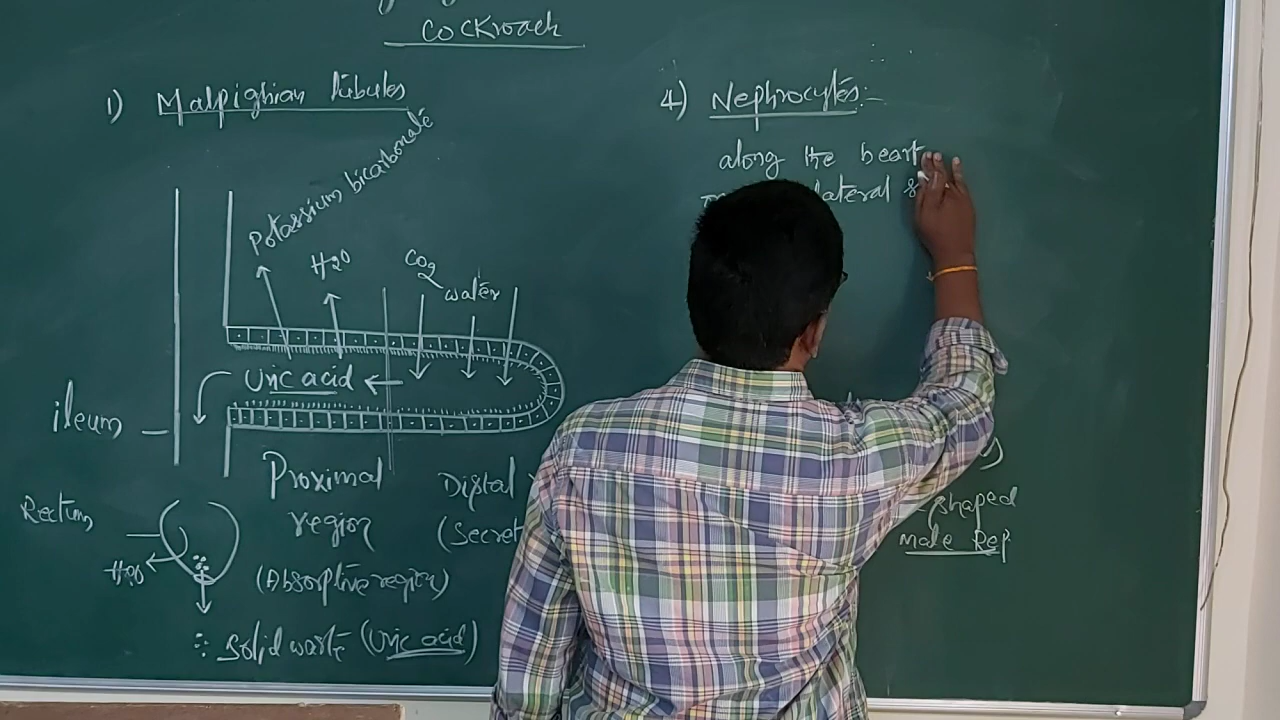 Cockroach
1) Malpighian tubules
Potassium bicarbonate
H2O
CO2
water
Uric acid
ileum
Proximal
region
(Absorptive region)
Distal
(Secret
Rectum
H2O
∴ Solid waste (Uric acid)
4) Nephrocytes:-
along the heart
lateral
shaped
Male Rep.